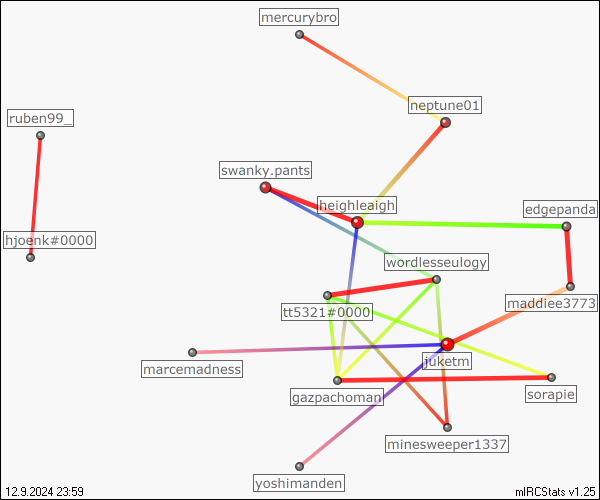 mercurybro
neptune01
ruben99_
swanky.pants
heighleaigh
edgepanda
hjoenk#0000
wordlesseulogy
maddiee3773
tt5321#0000
juketm
marcemadness
gazpachoman
sorapie
minesweeper1337
yoshimanden
12.9.2024 23:59
mIRCStats v1.25